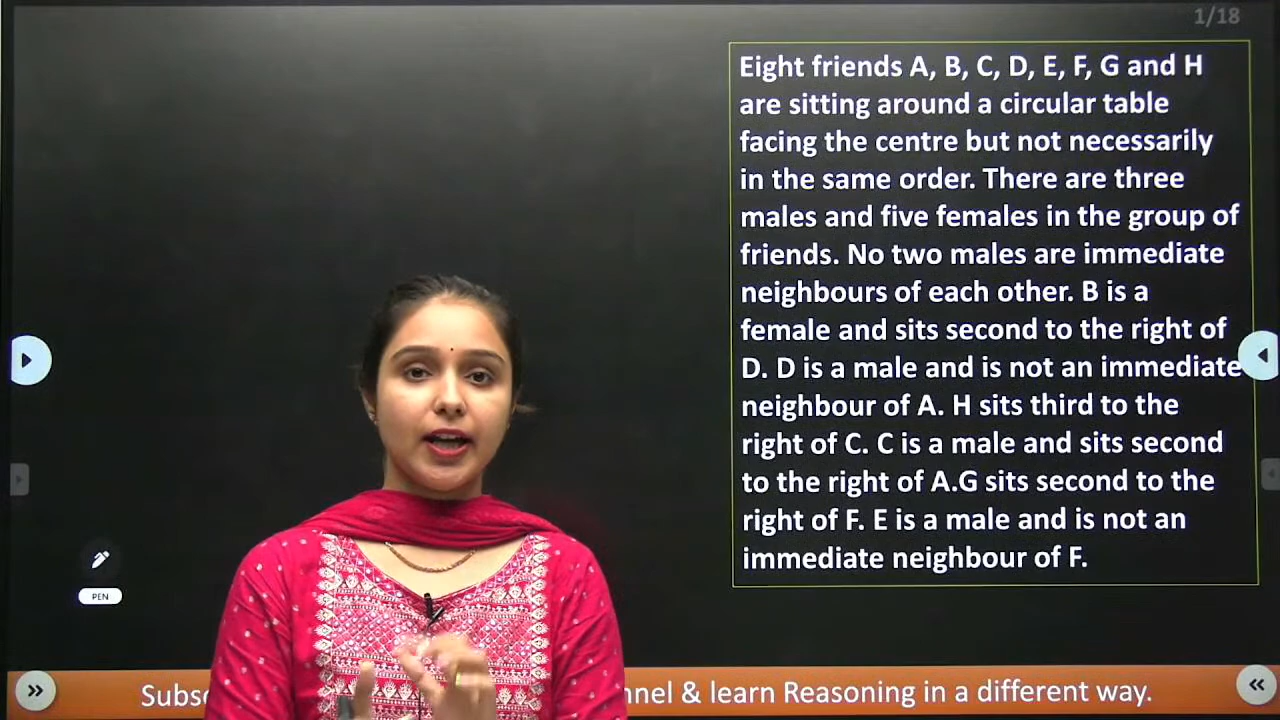 1/18
Eight friends A, B, C, D, E, F, G and H
are sitting around a circular table
facing the centre but not necessarily
in the same order. There are three
males and five females in the group of
friends. No two males are immediate
neighbours of each other. B is a
female and sits second to the right of
D. D is a male and is not an immediate
neighbour of A. H sits third to the
right of C. C is a male and sits second
to the right of A.G sits second to the
right of F. E is a male and is not an
immediate neighbour of F.
PEN
& learn Reasoning in a different way.